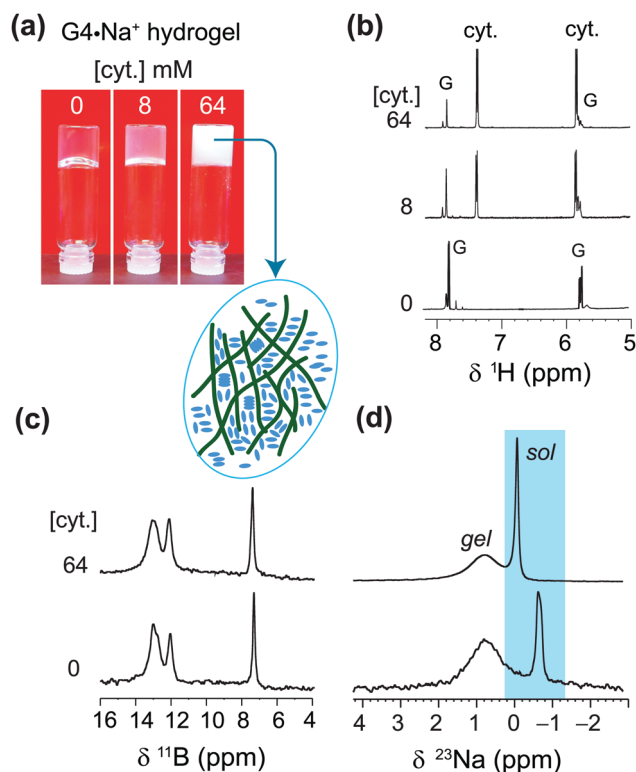 (a)
G4•Na⁺ hydrogel
[cyt.] mM
0 8 64
(b)
cyt. cyt.
G G
[cyt.]
64
8
G G
0
8 7 6 5
δ ¹H (ppm)
(c)
[cyt.]
64
0
16 14 12 10 8 6 4
δ ¹¹B (ppm)
(d)
sol
gel
4 3 2 1 0 −1 −2
δ ²³Na (ppm)